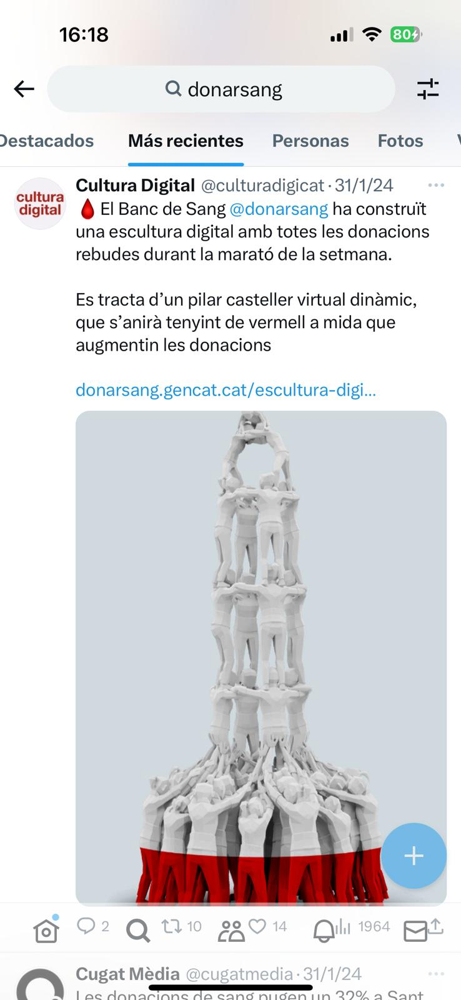 16:18
80
donarsang
Destacados
Más recientes
Personas
Fotos
cultura
digital
Cultura Digital @culturadigicat · 31/1/24
El Banc de Sang @donarsang ha construït
una escultura digital amb totes les donacions
rebudes durant la marató de la setmana.
Es tracta d’un pilar casteller virtual dinàmic,
que s’anirà tenyint de vermell a mida que
augmentin les donacions
donarsang.gencat.cat/escultura-digi...
2
10
14
1964
Cugat Mèdia @cugatmedia · 31/1/24
Les donacions de sang pugen un 32% a Sant